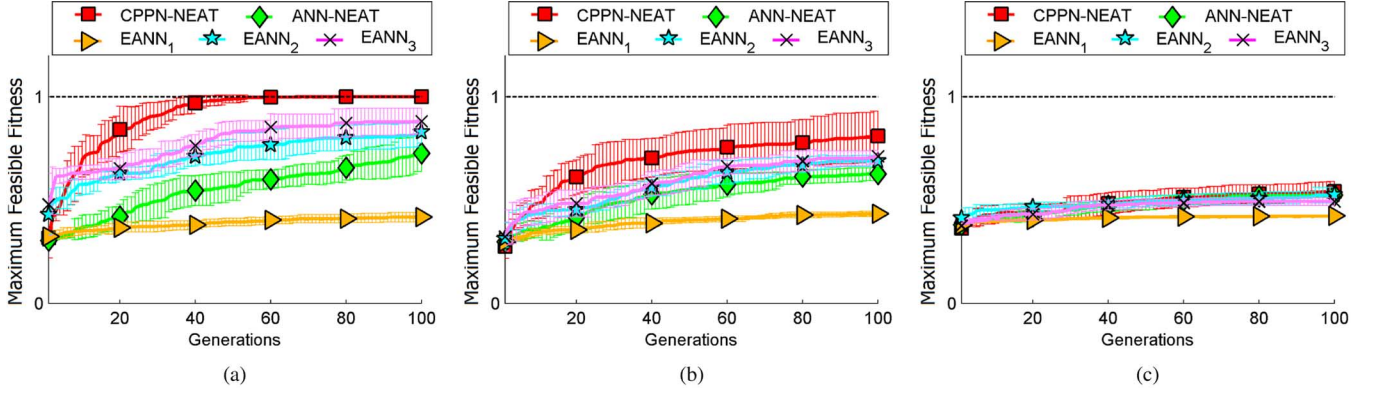 CPPN-NEAT ANN-NEAT
EANN1 EANN2 EANN3
Maximum Feasible Fitness
1
0
20 40 60 80 100
Generations
(a)
CPPN-NEAT ANN-NEAT
EANN1 EANN2 EANN3
Maximum Feasible Fitness
1
0
20 40 60 80 100
Generations
(b)
CPPN-NEAT ANN-NEAT
EANN1 EANN2 EANN3
Maximum Feasible Fitness
1
0
20 40 60 80 100
Generations
(c)